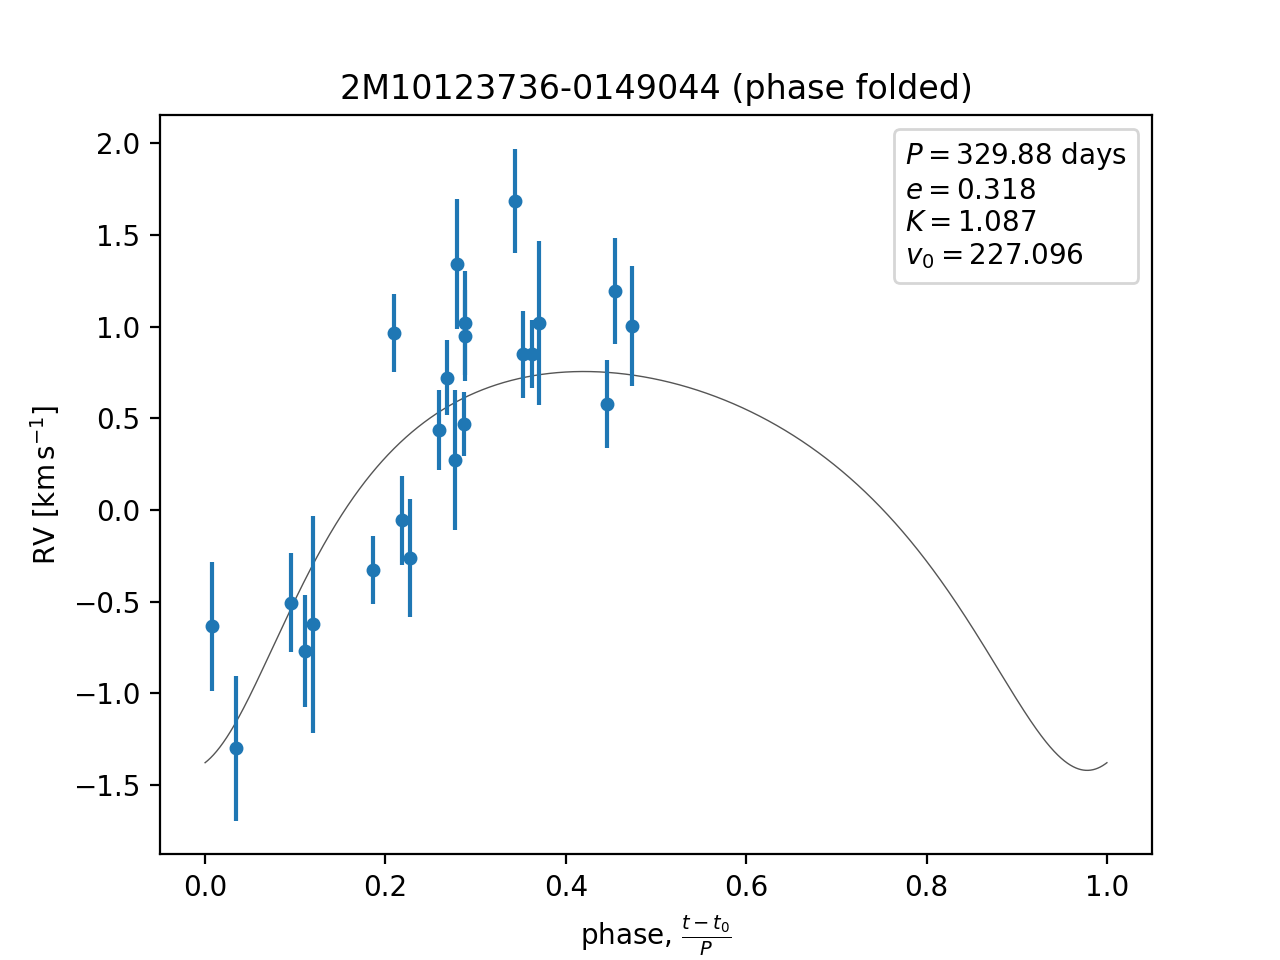 2M10123736-0149044 (phase folded)
P = 329.88 days
e = 0.318
K = 1.087
v₀ = 227.096
RV [km s⁻¹]
2.0
1.5
1.0
0.5
0.0
−0.5
−1.0
−1.5
0.0 0.2 0.4 0.6 0.8 1.0
phase, (t − t₀)/P